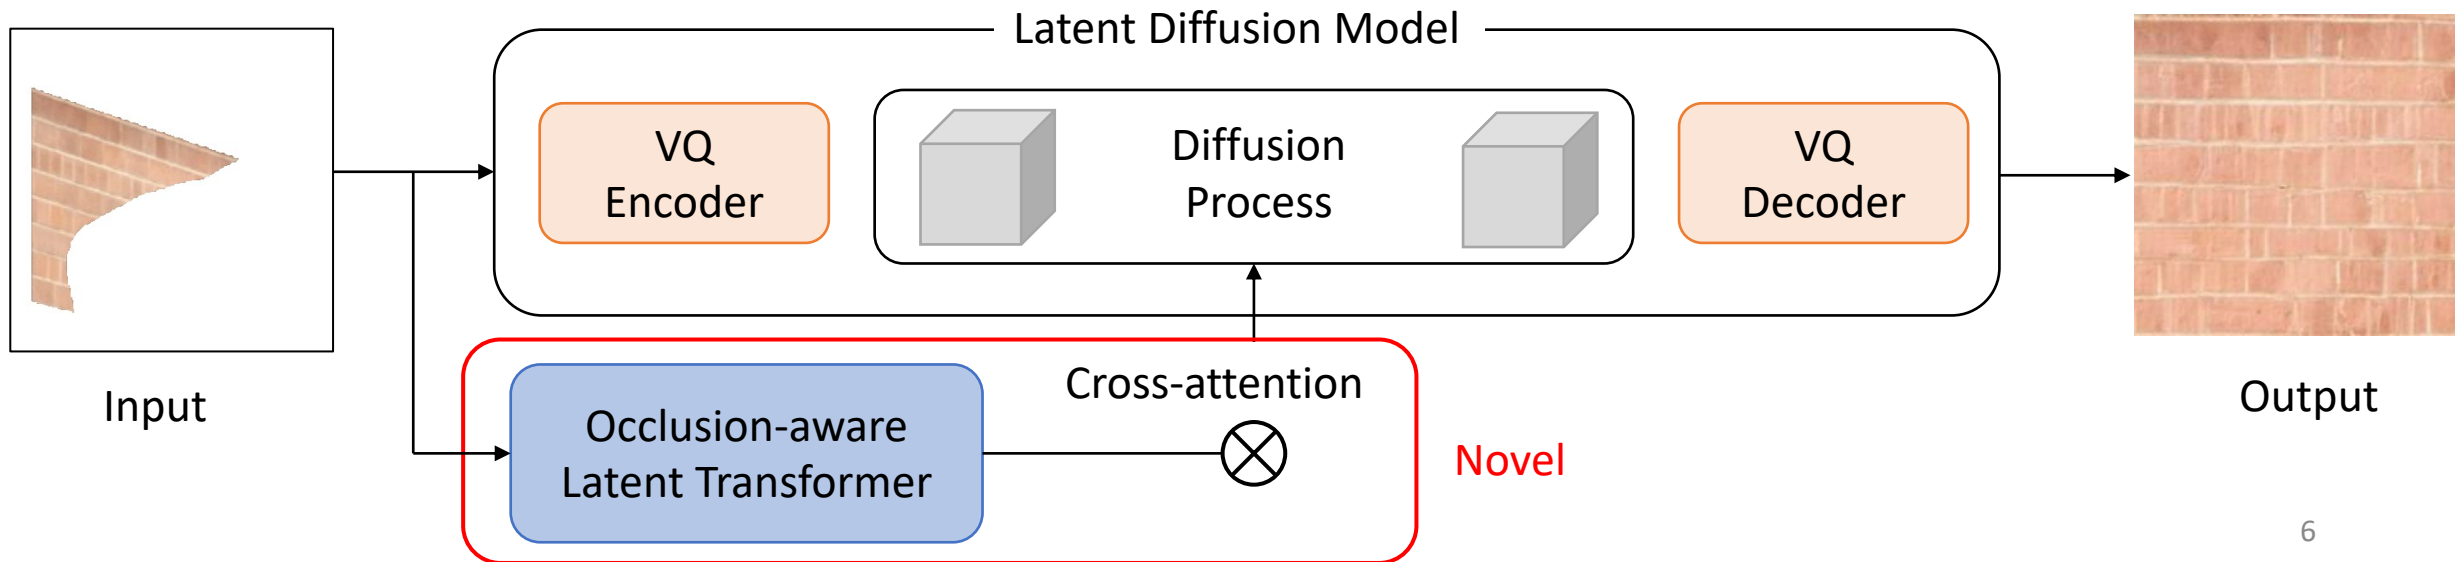 Latent Diffusion Model
VQ
Encoder
Diffusion
Process
VQ
Decoder
Input
Cross-attention
Occlusion-aware
Latent Transformer
Novel
Output
6